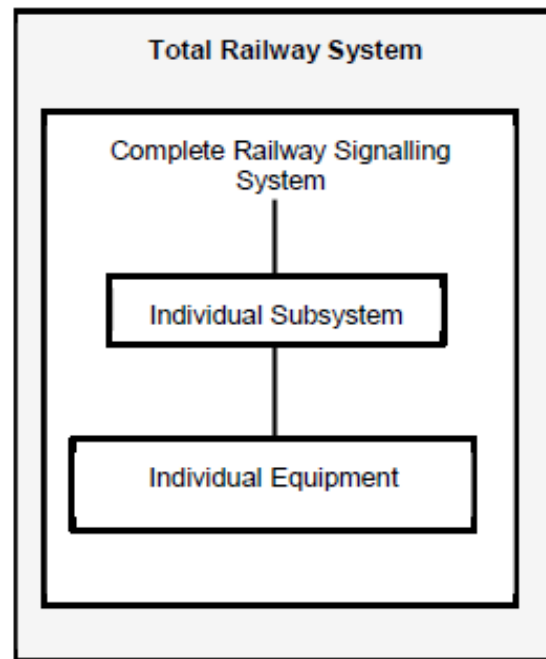 Total Railway System
Complete Railway Signalling
System
Individual Subsystem
Individual Equipment